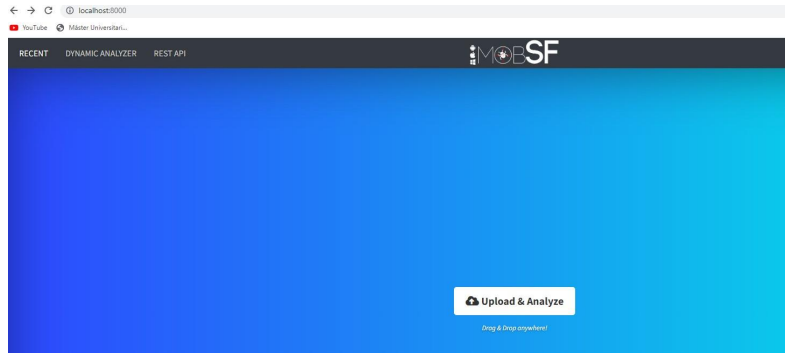 localhost:8000
YouTube Máster Universitari...
RECENT DYNAMIC ANALYZER REST API MOBSF
Upload & Analyze
Drag & Drop anywhere!